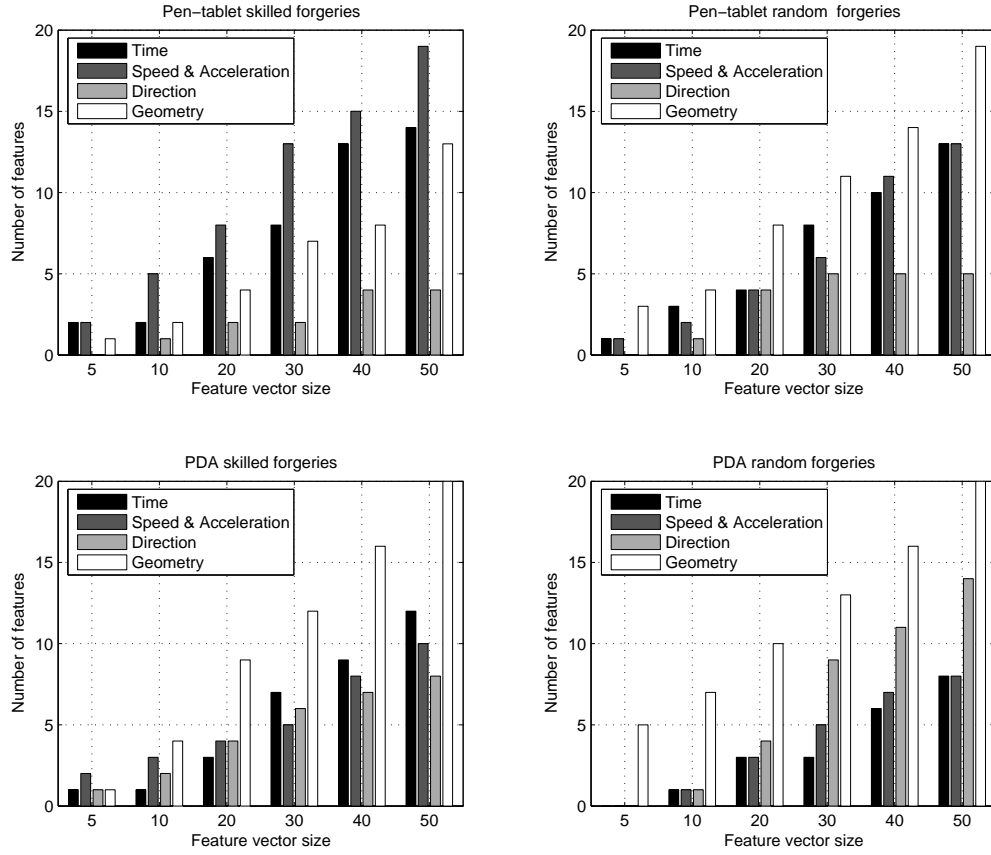 Pen−tablet skilled forgeries
20
15
10
5
0
Number of features
Time
Speed & Acceleration
Direction
Geometry
5 10 20 30 40 50
Feature vector size
Pen−tablet random forgeries
20
15
10
5
0
Number of features
Time
Speed & Acceleration
Direction
Geometry
5 10 20 30 40 50
Feature vector size
PDA skilled forgeries
20
15
10
5
0
Number of features
Time
Speed & Acceleration
Direction
Geometry
5 10 20 30 40 50
Feature vector size
PDA random forgeries
20
15
10
5
0
Number of features
Time
Speed & Acceleration
Direction
Geometry
5 10 20 30 40 50
Feature vector size